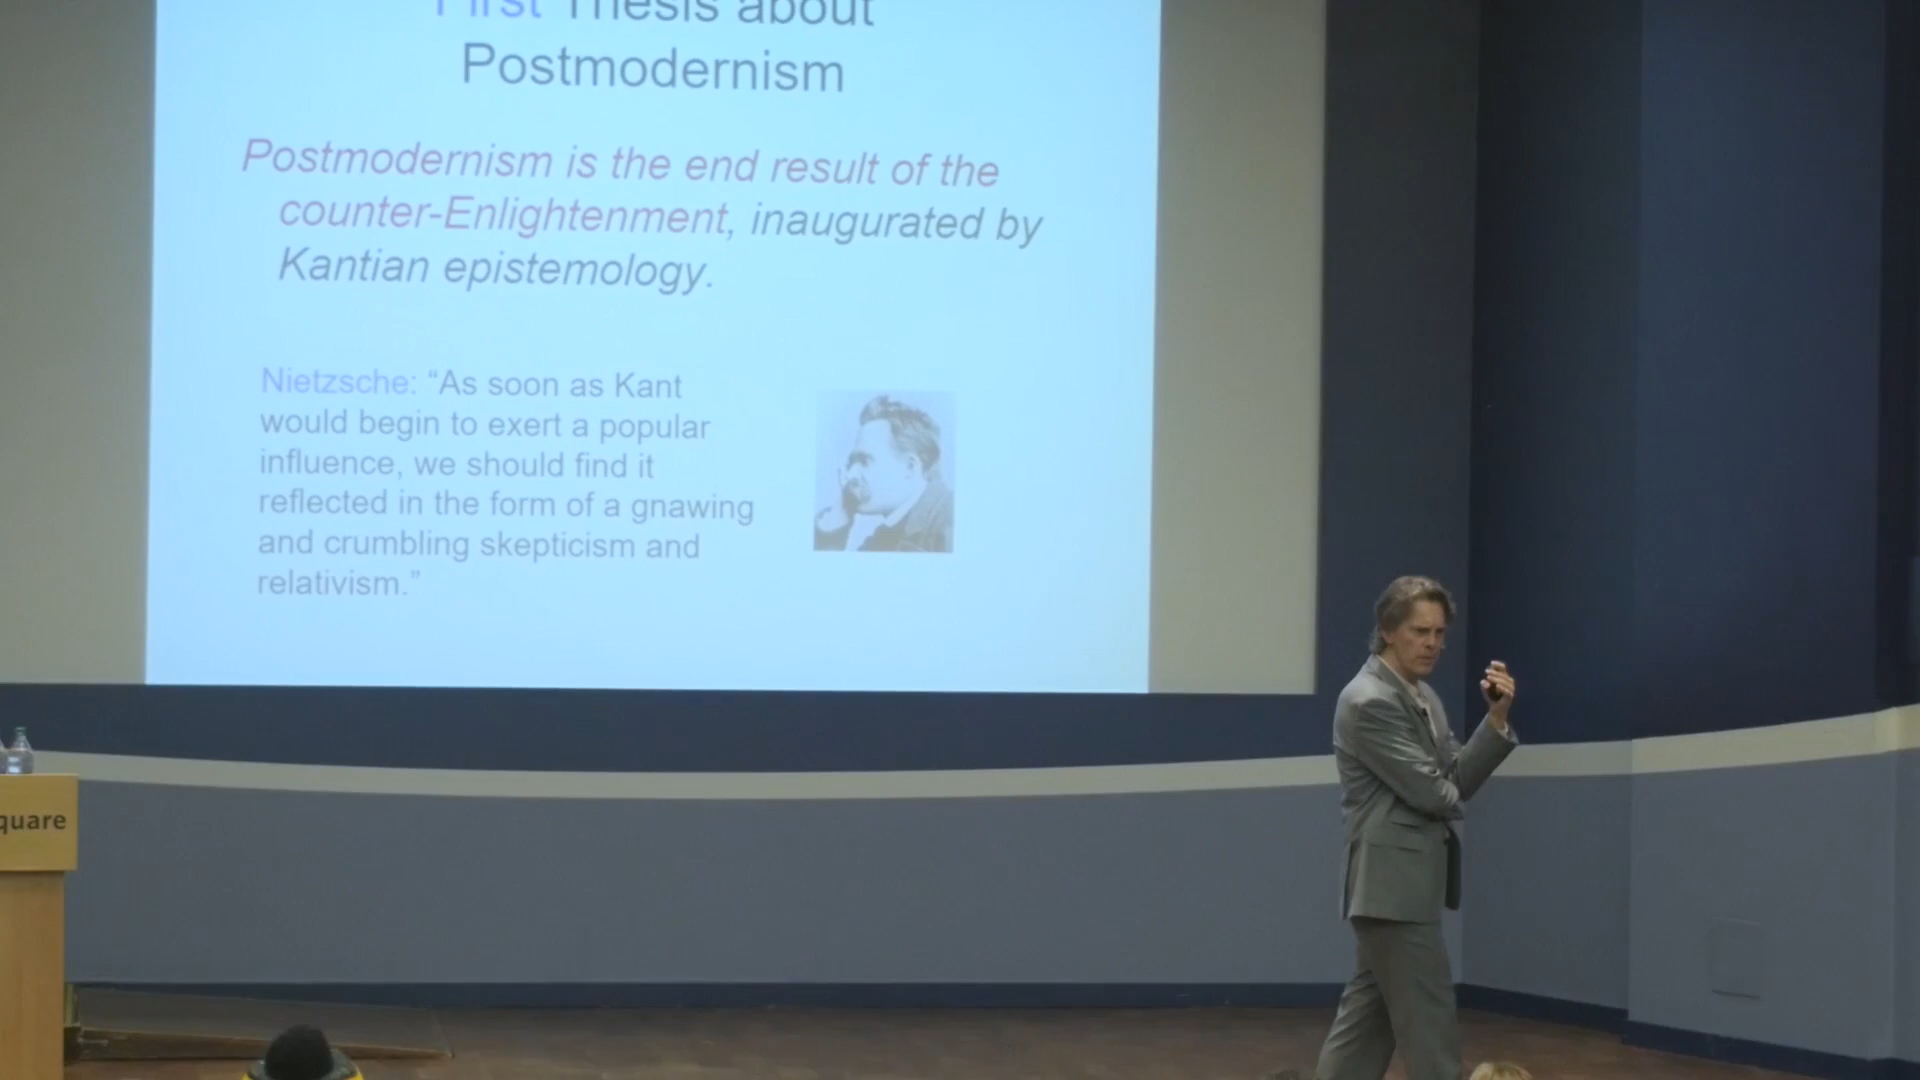 First Thesis about
Postmodernism
Postmodernism is the end result of the
counter-Enlightenment, inaugurated by
Kantian epistemology.
Nietzsche: “As soon as Kant
would begin to exert a popular
influence, we should find it
reflected in the form of a gnawing
and crumbling skepticism and
relativism.”
quare